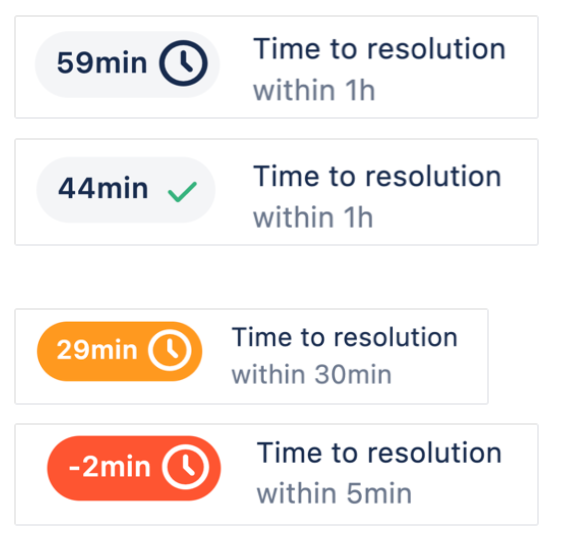 59min
Time to resolution
within 1h
44min
Time to resolution
within 1h
29min
Time to resolution
within 30min
-2min
Time to resolution
within 5min